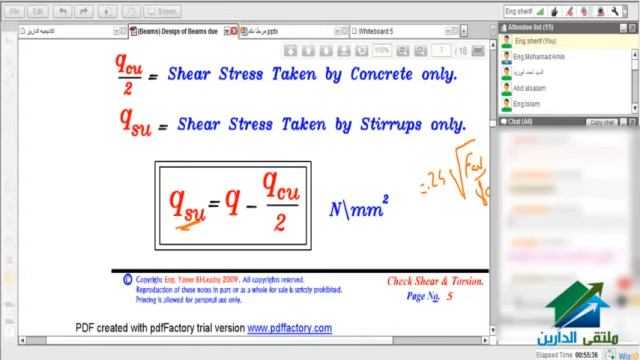 (Beams) Design of Beams due
Whiteboard 5
Eng sherif
Attendee list (15)
Eng sherif (You)
Eng.Mohamad Amin
Abd alsalam
Eng.Islam
Chat (All)
Copy chat
150%
7 / 18
qcu/2 = Shear Stress Taken by Concrete only.
qsu = Shear Stress Taken by Stirrups only.
qsu = q - qcu/2 N\mm2
Copyright Eng. Yaser El-Leathy 2009. All copyrights reserved.
Reproduction of these notes in part or as a whole for sale is strictly prohibited.
Printing is allowed for personal use only.
Check Shear & Torsion.
Page No. 5
PDF created with pdfFactory trial version www.pdffactory.com
ملتقى الدارين
Elapsed Time : 00:55:36
WizIQ